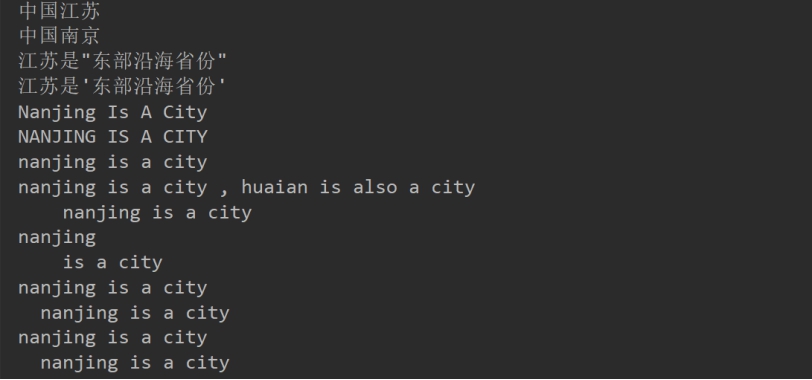 中国江苏
中国南京
江苏是"东部沿海省份"
江苏是'东部沿海省份'
Nanjing Is A City
NANJING IS A CITY
nanjing is a city
nanjing is a city , huaian is also a city
    nanjing is a city
nanjing
    is a city
nanjing is a city
  nanjing is a city
nanjing is a city
  nanjing is a city